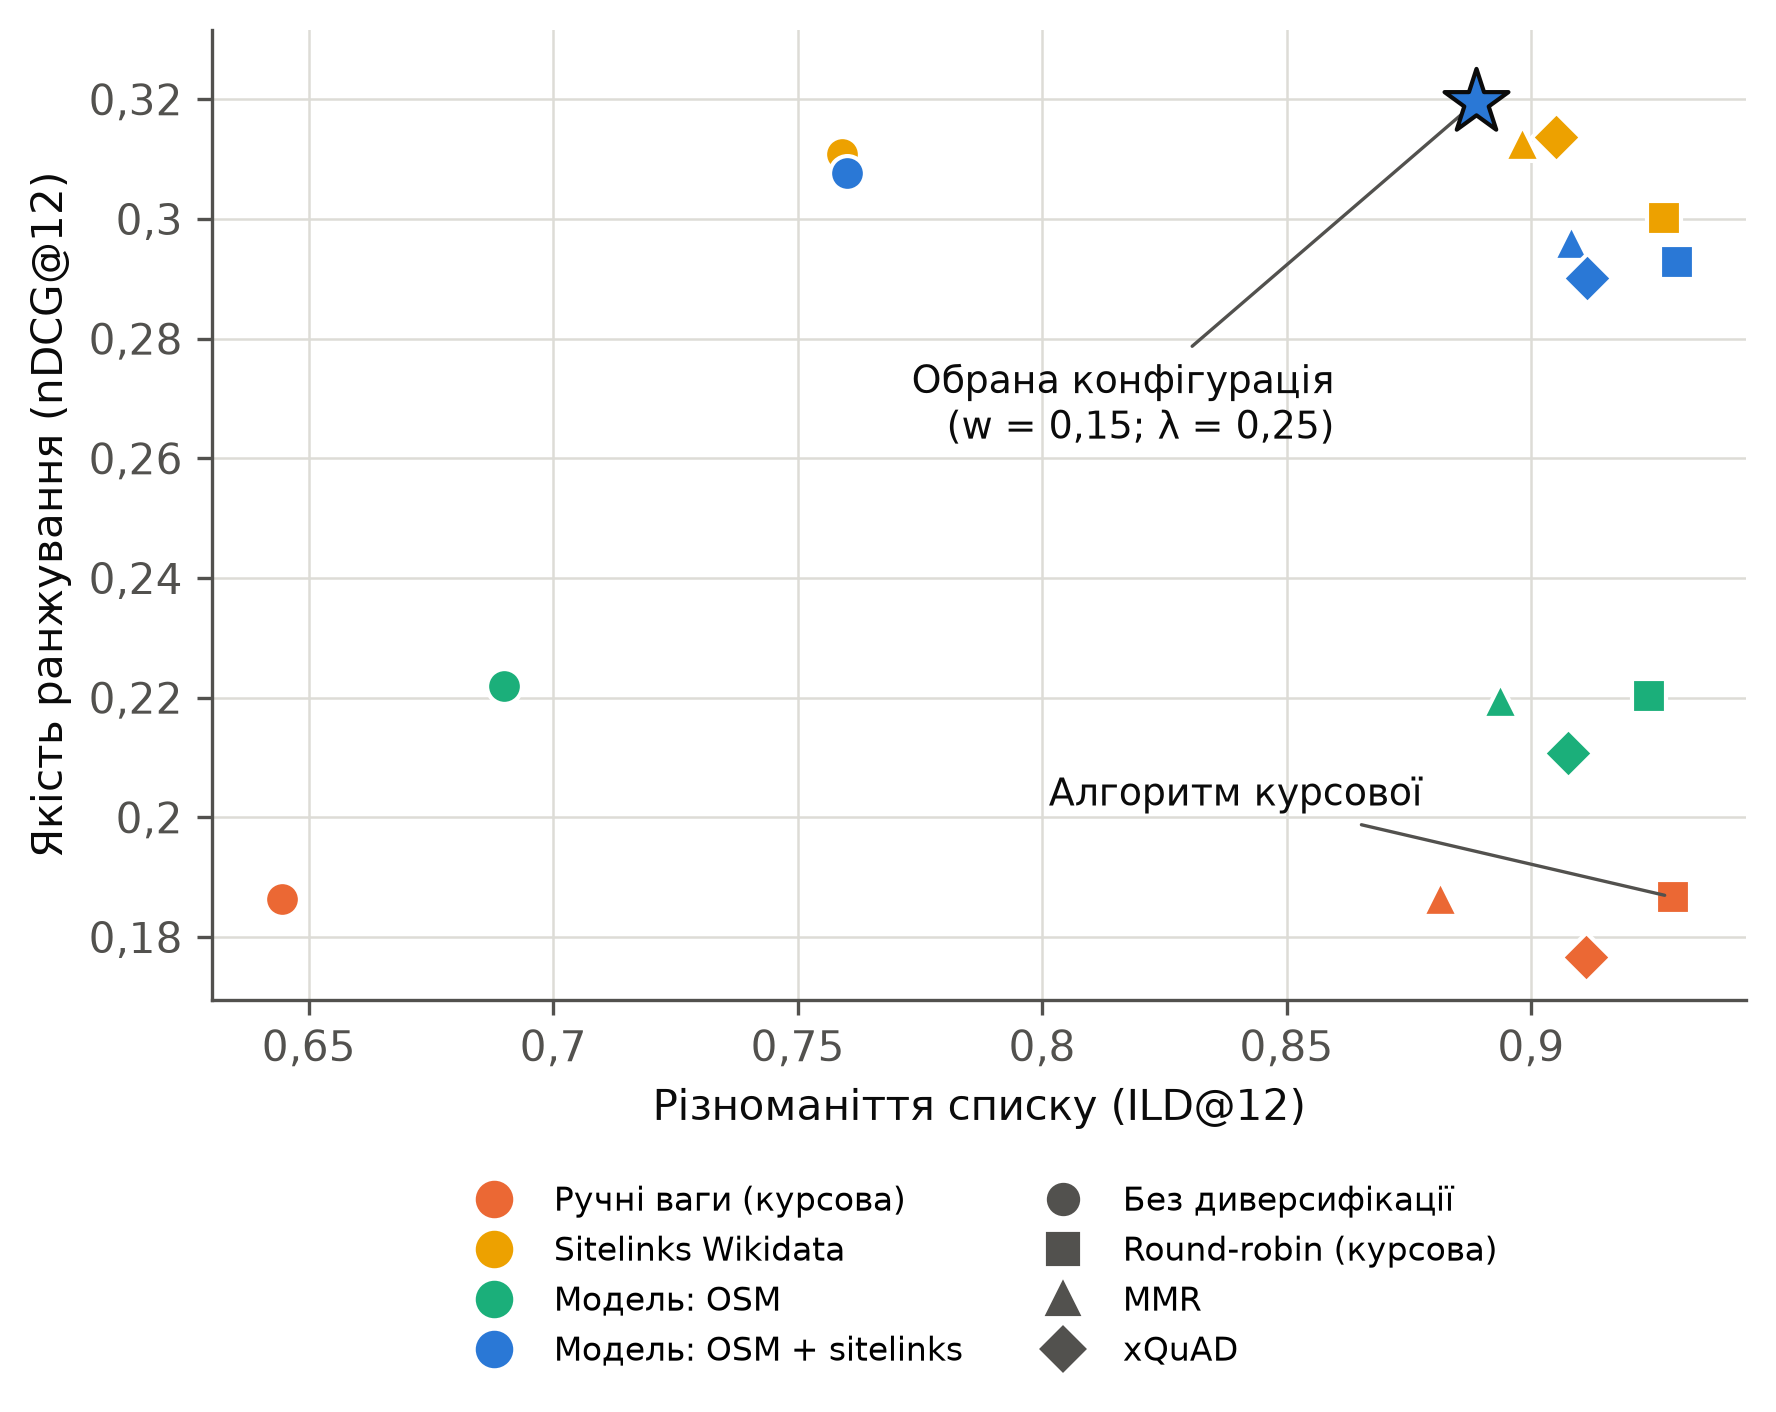 Якість ранжування (nDCG@12)
0,32
0,3
0,28
0,26
0,24
0,22
0,2
0,18
Обрана конфігурація
(w = 0,15; λ = 0,25)
Алгоритм курсової
0,65
0,7
0,75
0,8
0,85
0,9
Різноманіття списку (ILD@12)
Ручні ваги (курсова)
Sitelinks Wikidata
Модель: OSM
Модель: OSM + sitelinks
Без диверсифікації
Round-robin (курсова)
MMR
xQuAD